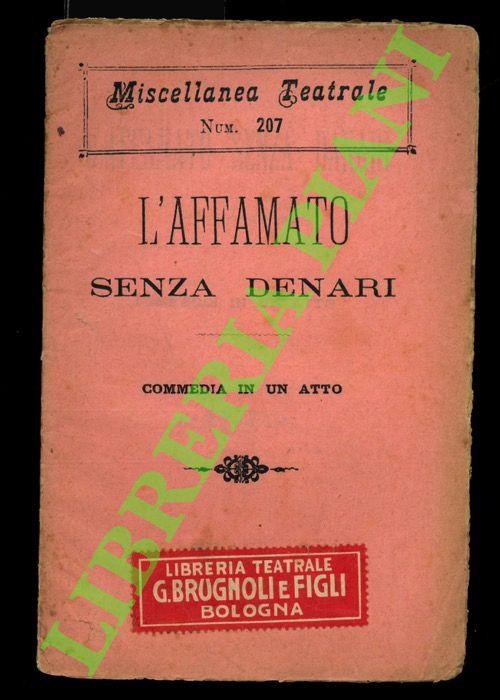 Miscellanea Teatrale
NUM. 207
L'AFFAMATO
SENZA DENARI
COMMEDIA IN UN ATTO
LIBRERIA TEATRALE
G. BRUGNOLI E FIGLI
BOLOGNA
LIBRERIA PIANI